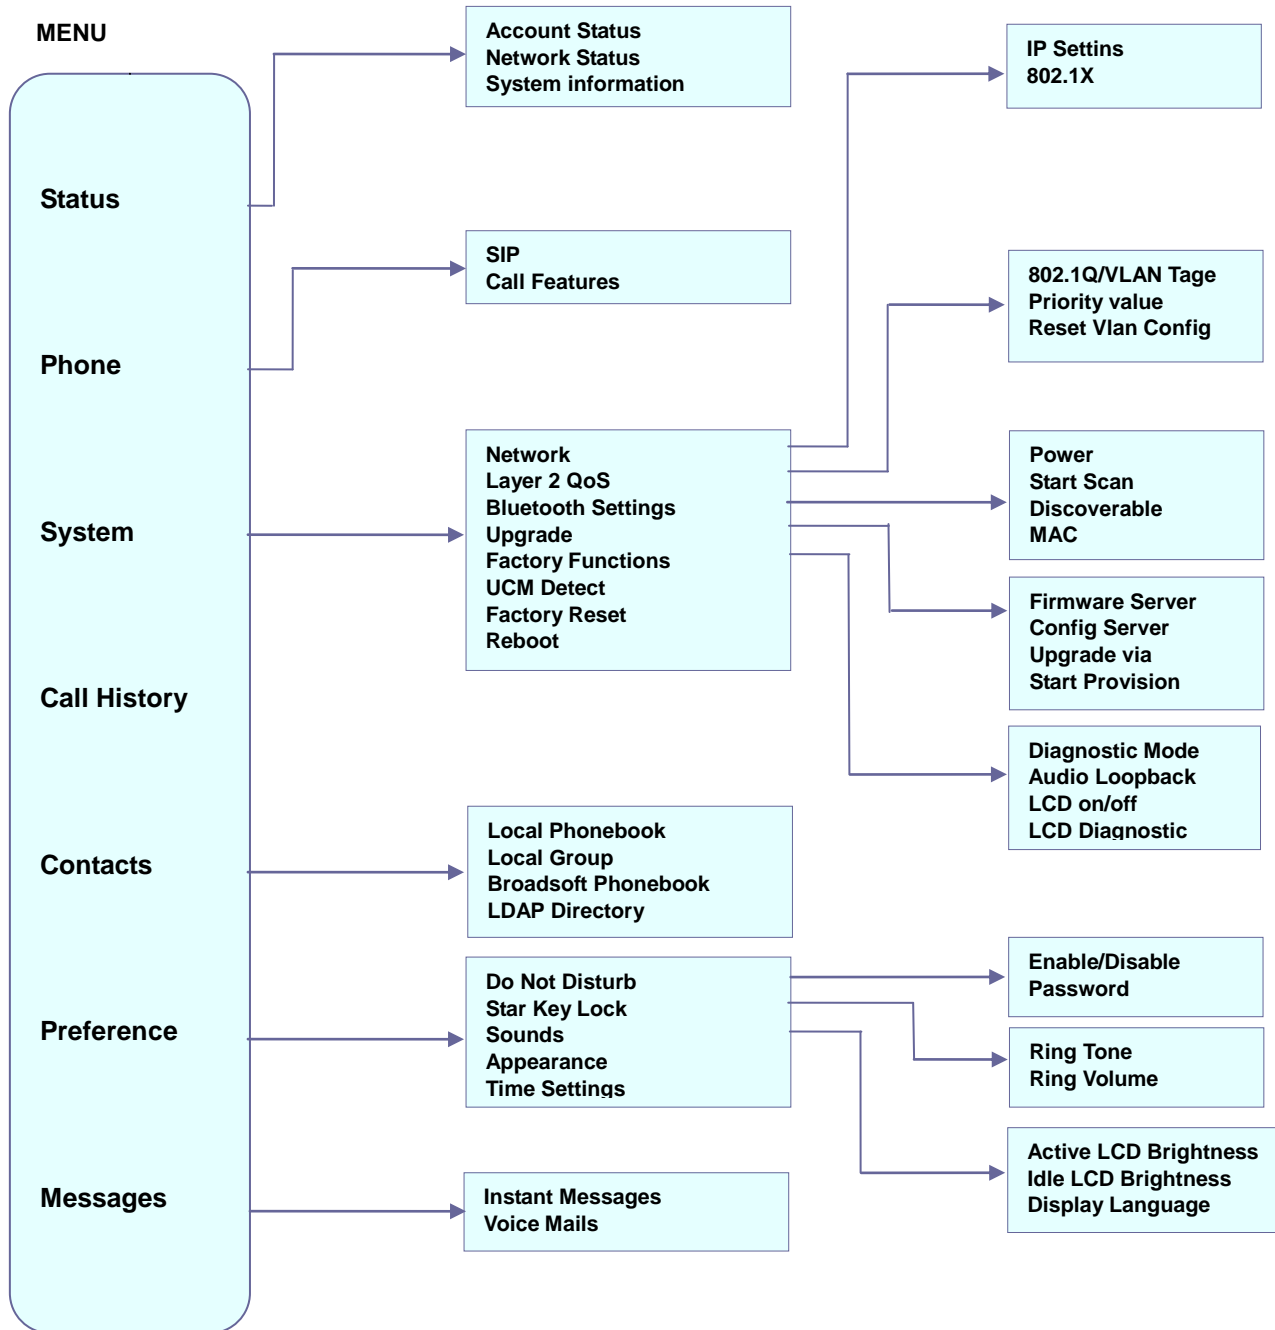 MENU
Status
Phone
System
Call History
Contacts
Preference
Messages
Account Status
Network Status
System information
SIP
Call Features
Network
Layer 2 QoS
Bluetooth Settings
Upgrade
Factory Functions
UCM Detect
Factory Reset
Reboot
Local Phonebook
Local Group
Broadsoft Phonebook
LDAP Directory
Do Not Disturb
Star Key Lock
Sounds
Appearance
Time Settings
Instant Messages
Voice Mails
IP Settins
802.1X
802.1Q/VLAN Tage
Priority value
Reset Vlan Config
Power
Start Scan
Discoverable
MAC
Firmware Server
Config Server
Upgrade via
Start Provision
Diagnostic Mode
Audio Loopback
LCD on/off
LCD Diagnostic
Enable/Disable
Password
Ring Tone
Ring Volume
Active LCD Brightness
Idle LCD Brightness
Display Language